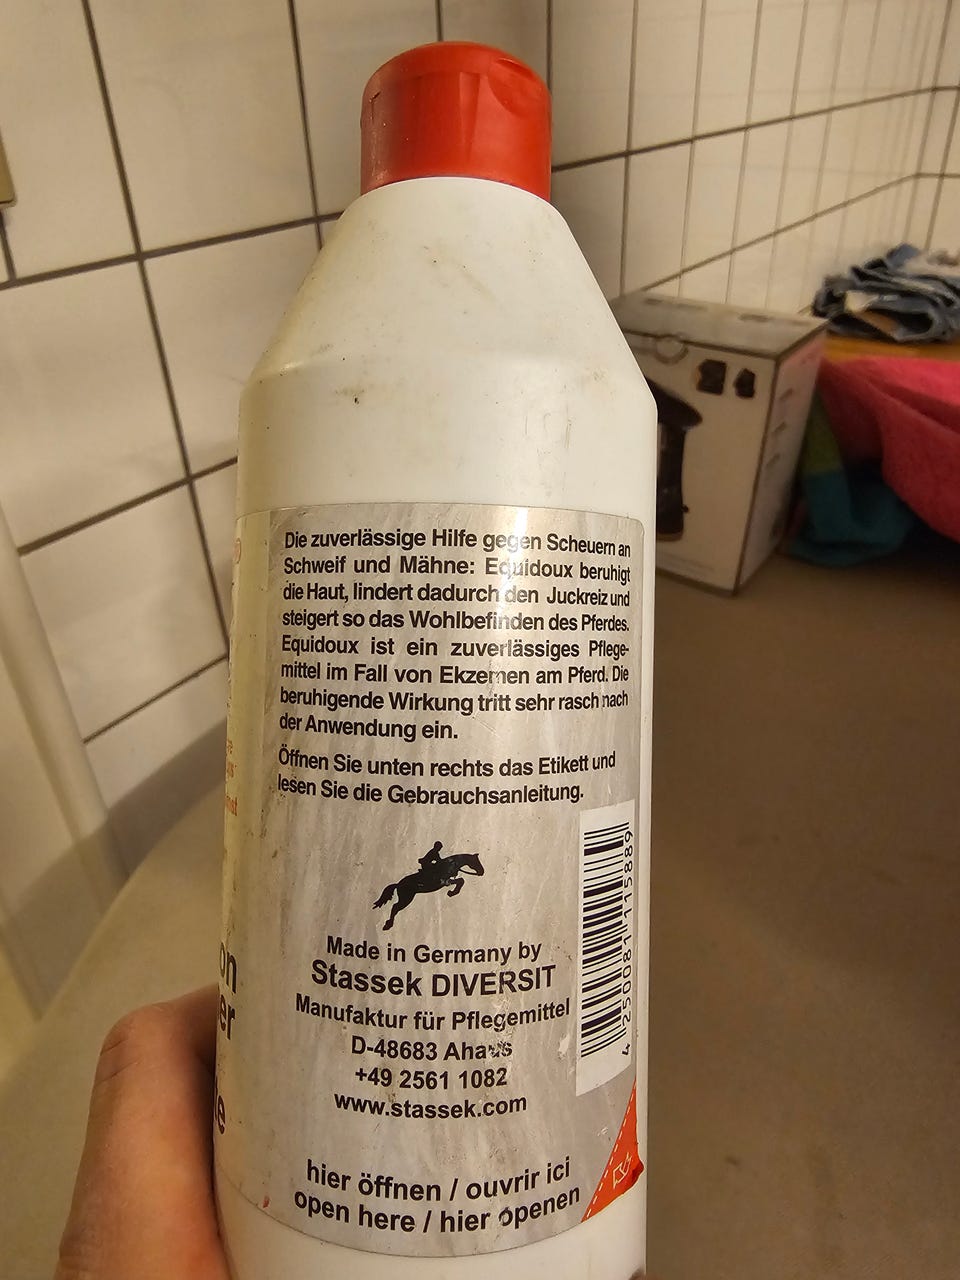 Die zuverlässige Hilfe gegen Scheuern an
Schweif und Mähne: Equidoux beruhigt
die Haut, lindert dadurch den Juckreiz und
steigert so das Wohlbefinden des Pferdes.
Equidoux ist ein zuverlässiges Pflege-
mittel im Fall von Ekzemen am Pferd. Die
beruhigende Wirkung tritt sehr rasch nach
der Anwendung ein.
Öffnen Sie unten rechts das Etikett und
lesen Sie die Gebrauchsanleitung.
Made in Germany by
Stassek DIVERSIT
Manufaktur für Pflegemittel
D-48683 Ahaus
+49 2561 1082
www.stassek.com
4 250081 115889
hier öffnen / ouvrir ici
open here / hier openen